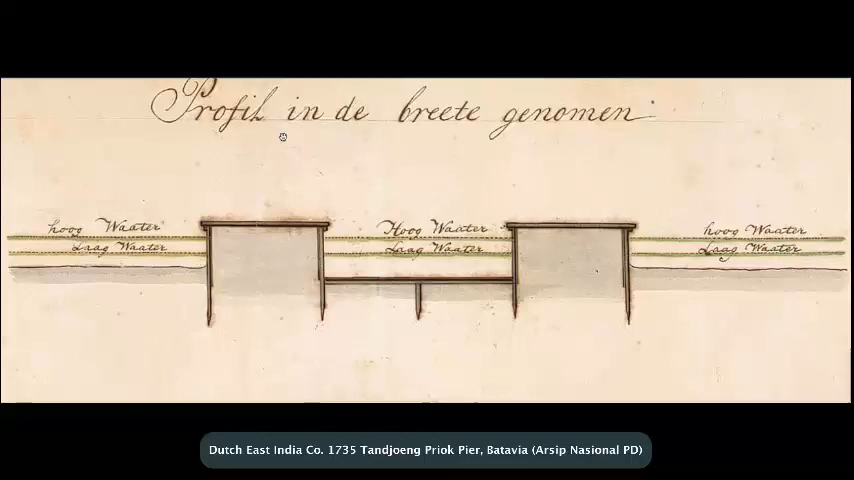 Profil in de breete genomen
hoog Waater Hoog Waater hoog Waater
Laag Waater Laag Waater Laag Waater
Dutch East India Co. 1735 Tandjoeng Priok Pier, Batavia (Arsip Nasional PD)